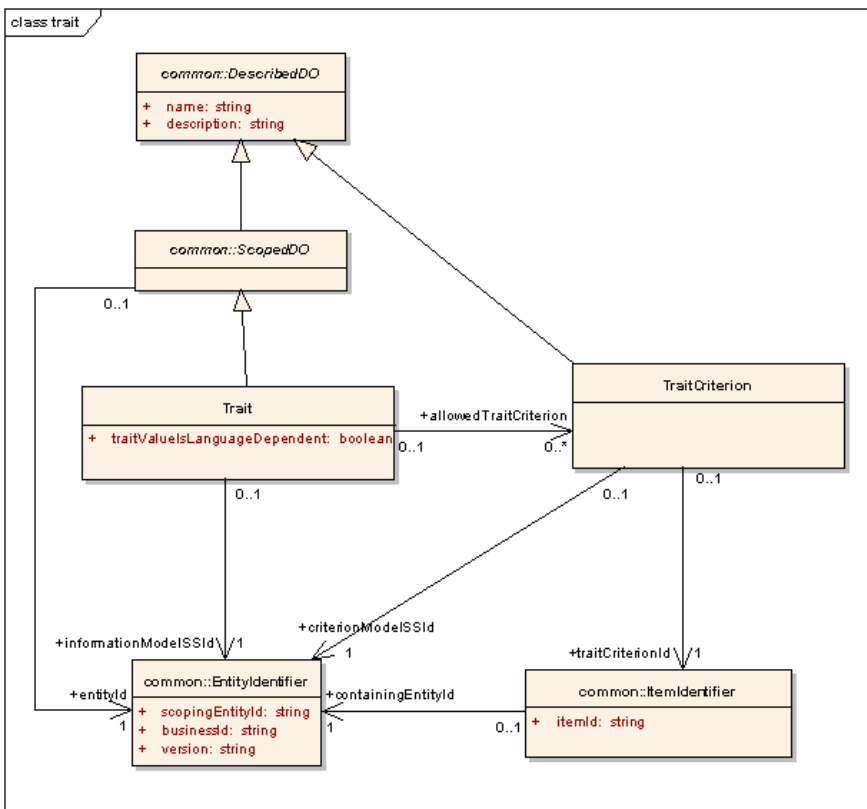 class trait
common::DescribedDO
+ name: string
+ description: string
common::ScopedDO
0..1
Trait
+ traitValueIsLanguageDependent: boolean
0..1
+allowedTraitCriterion
0..*
TraitCriterion
0..1
0..1
0..1
+informationModelSSId
1
+criterionModelSSId
1
+traitCriterionId
1
+entityId
1
common::EntityIdentifier
+ scopingEntityId: string
+ businessId: string
+ version: string
+containingEntityId
1
0..1
common::ItemIdentifier
+ itemId: string